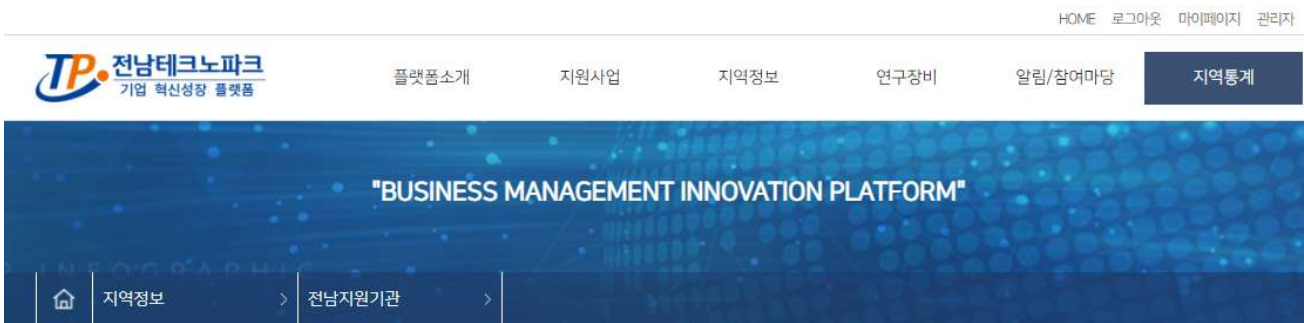 HOME 로그아웃 마이페이지 관리자
TP 전남테크노파크
기업 혁신성장 플랫폼
플랫폼소개 지원사업 지역정보 연구장비 알림/참여마당 지역통계
"BUSINESS MANAGEMENT INNOVATION PLATFORM"
INFOGRAPHIC
지역정보 > 전남지원기관 >